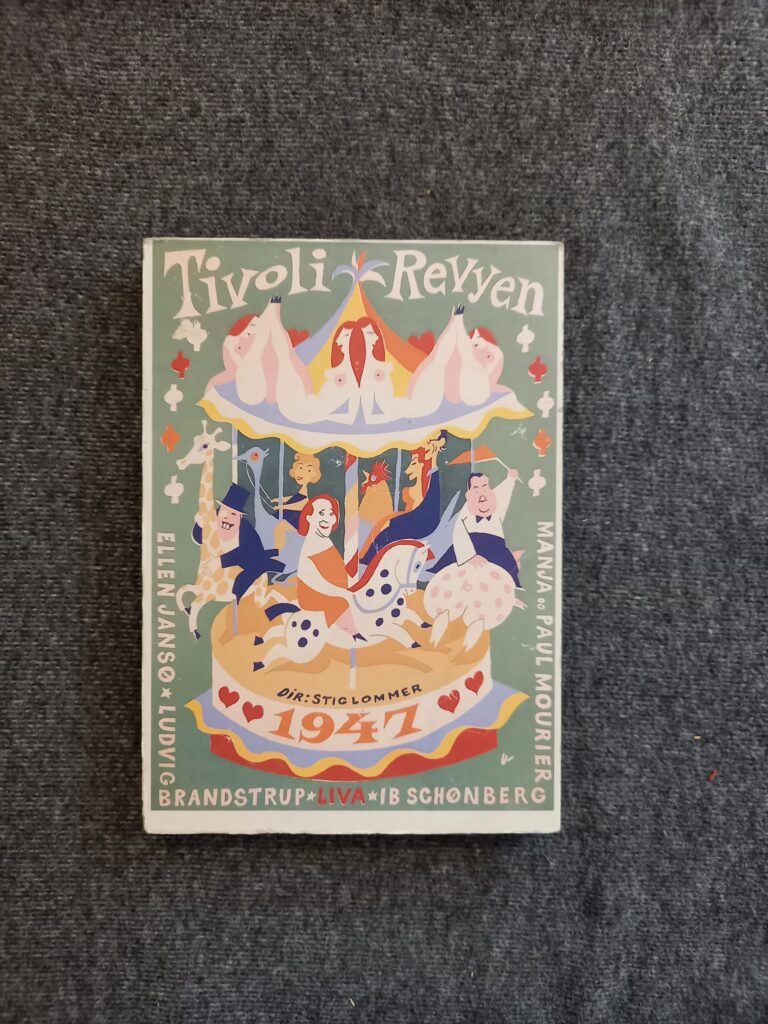 Tivoli Revyen
ELLEN JANSØ ★ LUDVIG
BRANDSTRUP ★ LIVA ★ IB SCHØNBERG
MANJA OG PAUL MOURIER
DIR: STIG LOMMER
1947